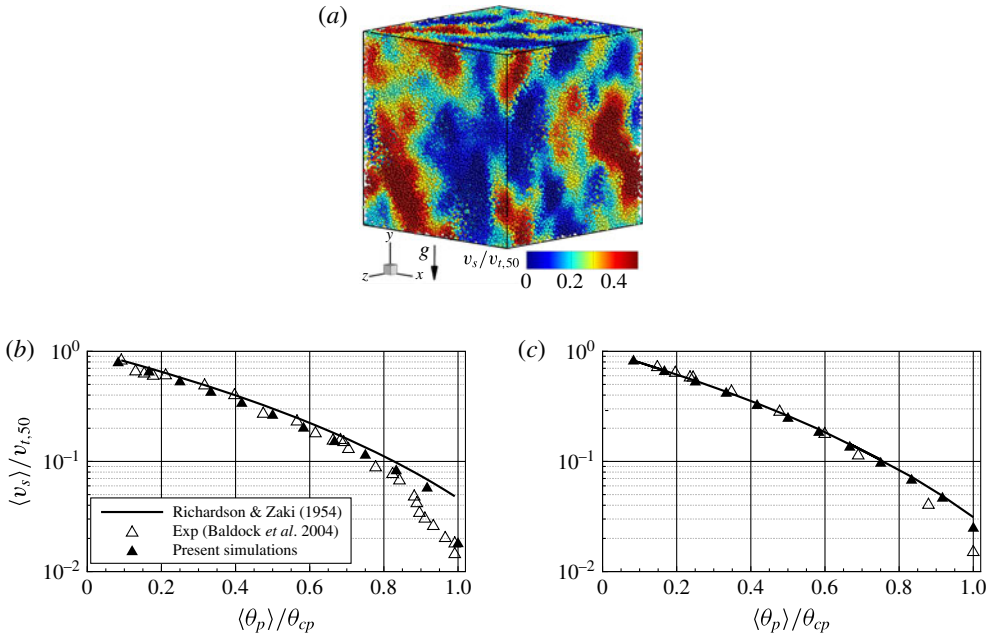 (a)
y
z
x
g
v_s/v_{t,50}
0 0.2 0.4
(b)
⟨v_s⟩/v_{t,50}
10^0
10^{-1}
10^{-2}
Richardson & Zaki (1954)
Exp (Baldock et al. 2004)
Present simulations
0 0.2 0.4 0.6 0.8 1.0
⟨θ_p⟩/θ_{cp}
(c)
10^0
10^{-1}
10^{-2}
0 0.2 0.4 0.6 0.8 1.0
⟨θ_p⟩/θ_{cp}